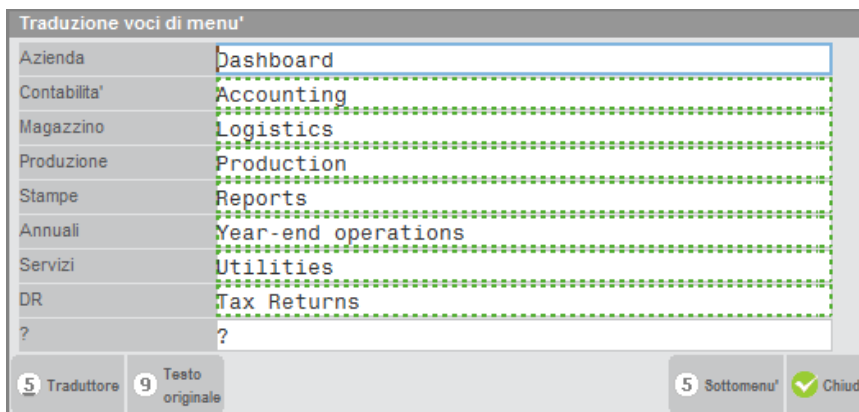 Traduzione voci di menu'
Azienda Dashboard
Contabilita' Accounting
Magazzino Logistics
Produzione Production
Stampe Reports
Annuali Year-end operations
Servizi Utilities
DR Tax Returns
? ?
5 Traduttore 9 Testo originale 5 Sottomenu' Chiud